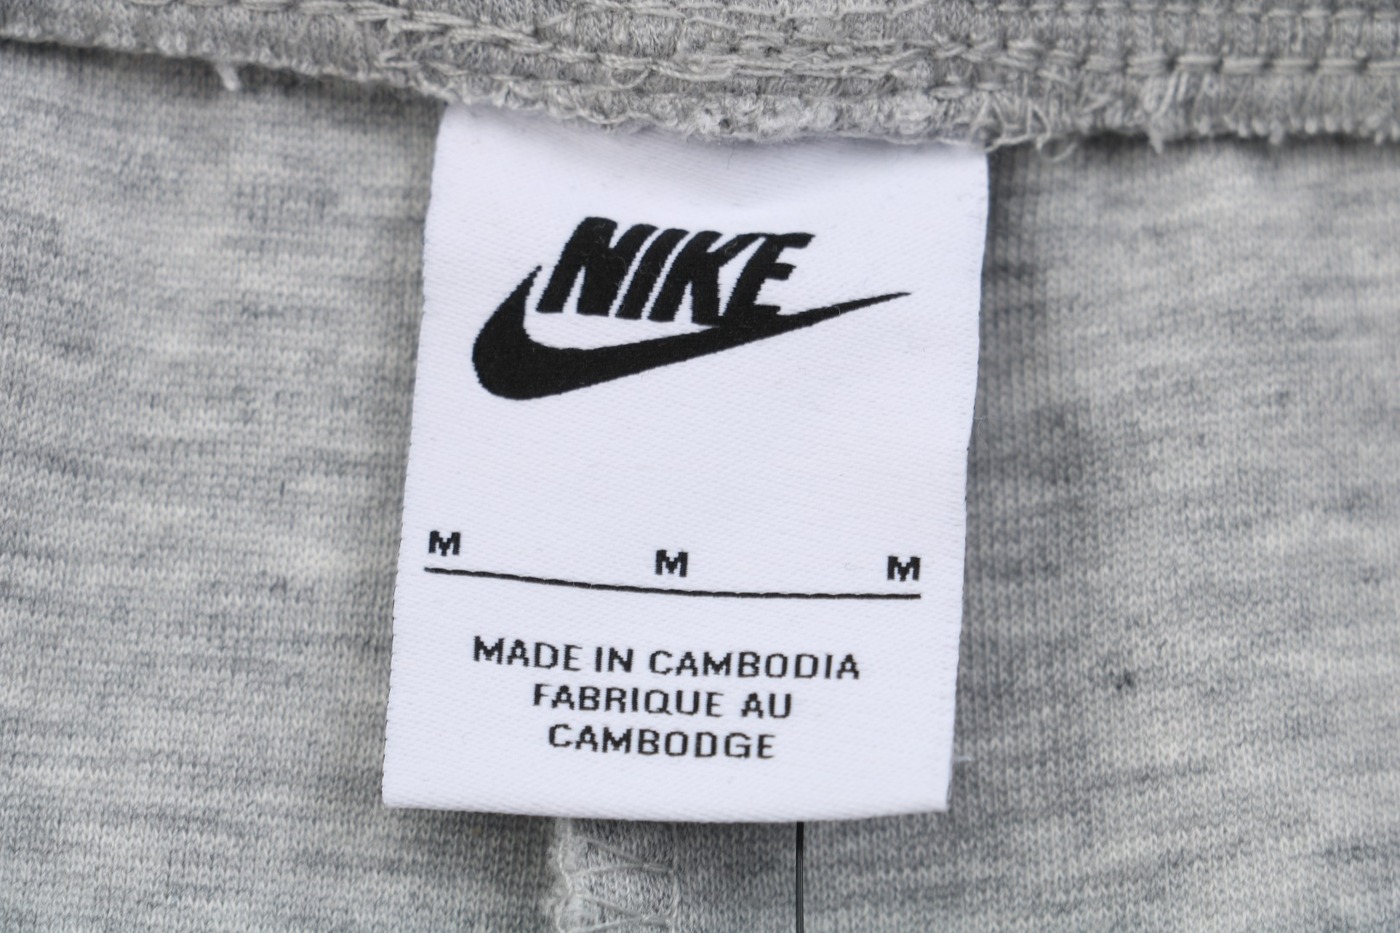 NIKE
M M M
MADE IN CAMBODIA
FABRIQUE AU
CAMBODGE